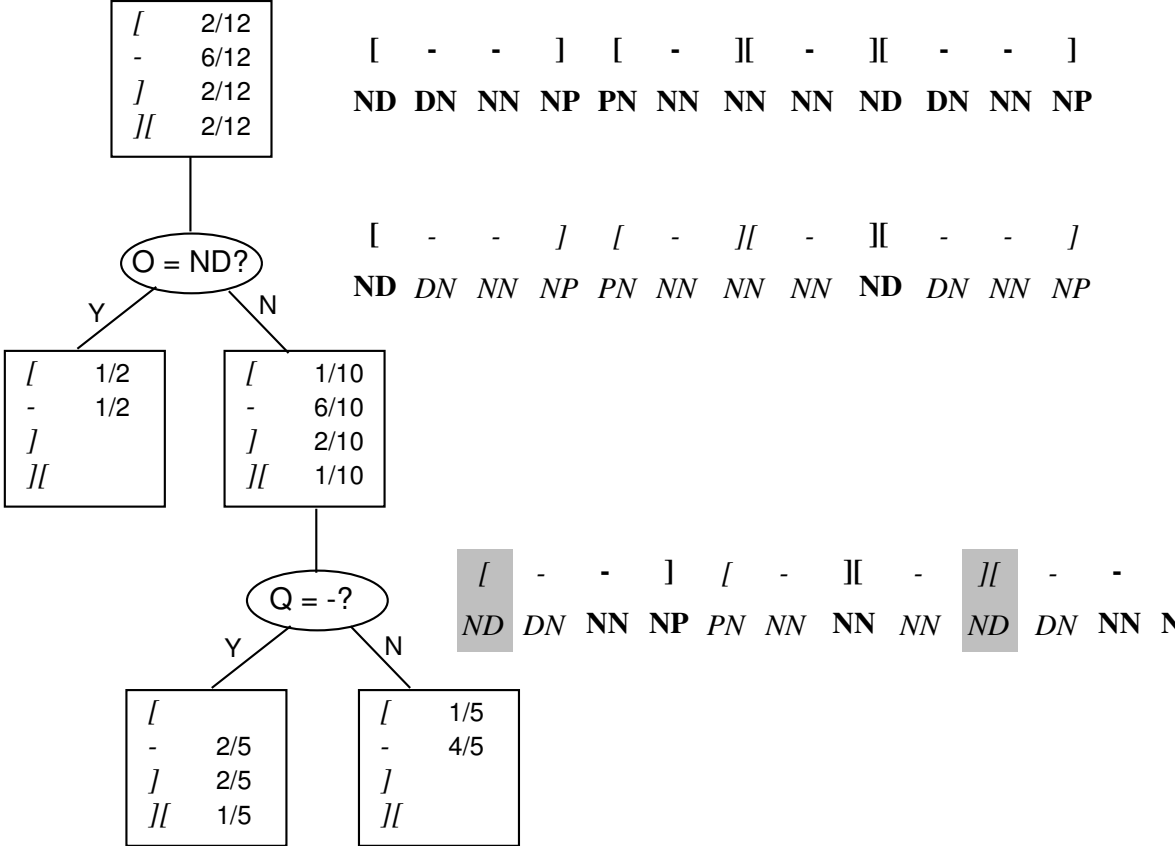 [ 2/12
- 6/12
] 2/12
][ 2/12
[ - - ] [ - ][ - ][ - - ]
ND DN NN NP PN NN NN NN ND DN NN NP
O = ND?
Y
N
[ - - ] [ - ][ - ][ - - ]
ND DN NN NP PN NN NN NN ND DN NN NP
[ 1/2
- 1/2
]
][
[ 1/10
- 6/10
] 2/10
][ 1/10
Q = -?
Y
N
[ - - ] [ - ][ - ][ - -
ND DN NN NP PN NN NN NN ND DN NN
[
- 2/5
] 2/5
][ 1/5
[ 1/5
- 4/5
]
][